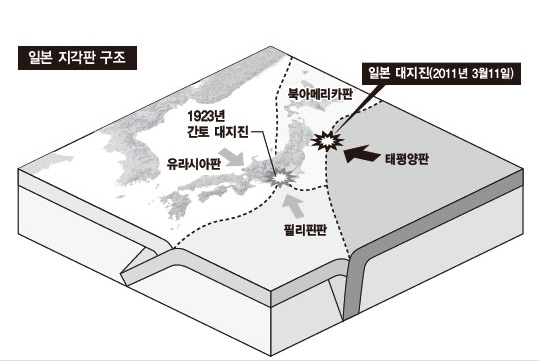 일본 지각판 구조
일본 대지진(2011년 3월11일)
북아메리카판
1923년
간토 대지진
유라시아판
태평양판
필리핀판